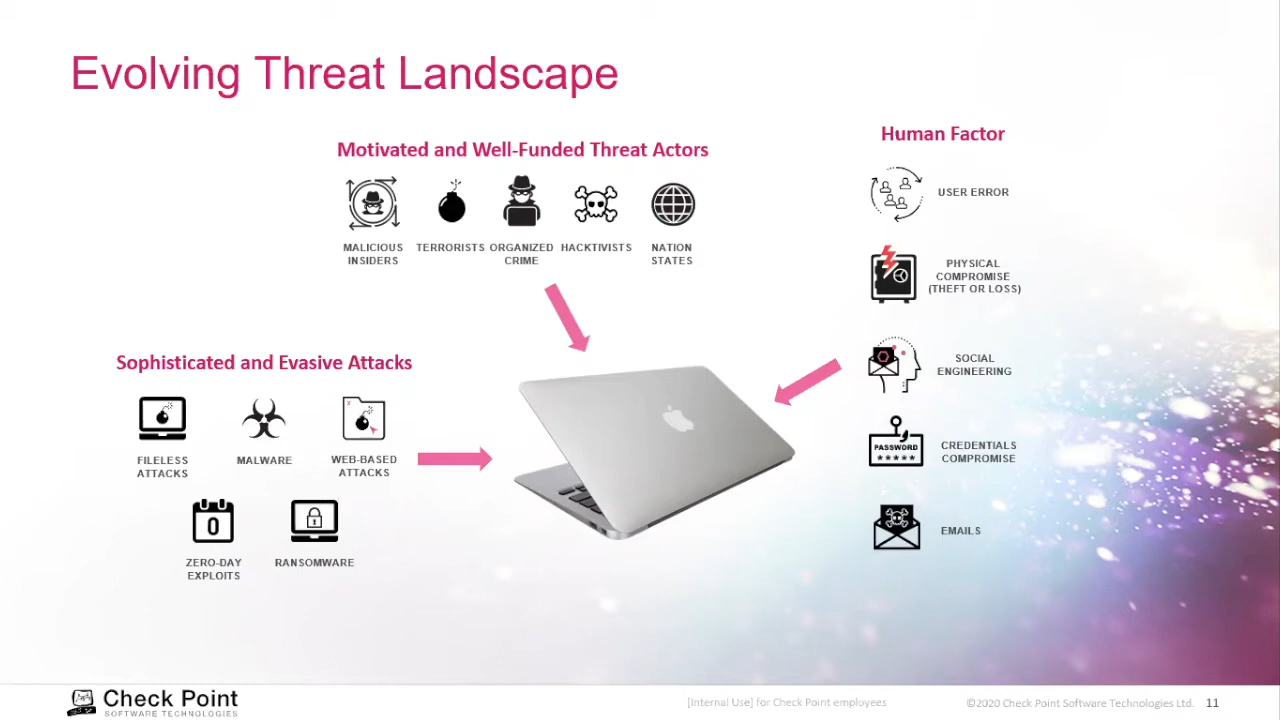 Evolving Threat Landscape
Motivated and Well-Funded Threat Actors
MALICIOUS
INSIDERS
TERRORISTS
ORGANIZED
CRIME
HACKTIVISTS
NATION
STATES
Human Factor
USER ERROR
PHYSICAL
COMPROMISE
(THEFT OR LOSS)
SOCIAL
ENGINEERING
PASSWORD
*****
CREDENTIALS
COMPROMISE
EMAILS
Sophisticated and Evasive Attacks
FILELESS
ATTACKS
MALWARE
X
WEB-BASED
ATTACKS
0
ZERO-DAY
EXPLOITS
RANSOMWARE
Check Point
SOFTWARE TECHNOLOGIES
[Internal Use] for Check Point employees
©2020 Check Point Software Technologies Ltd.
11